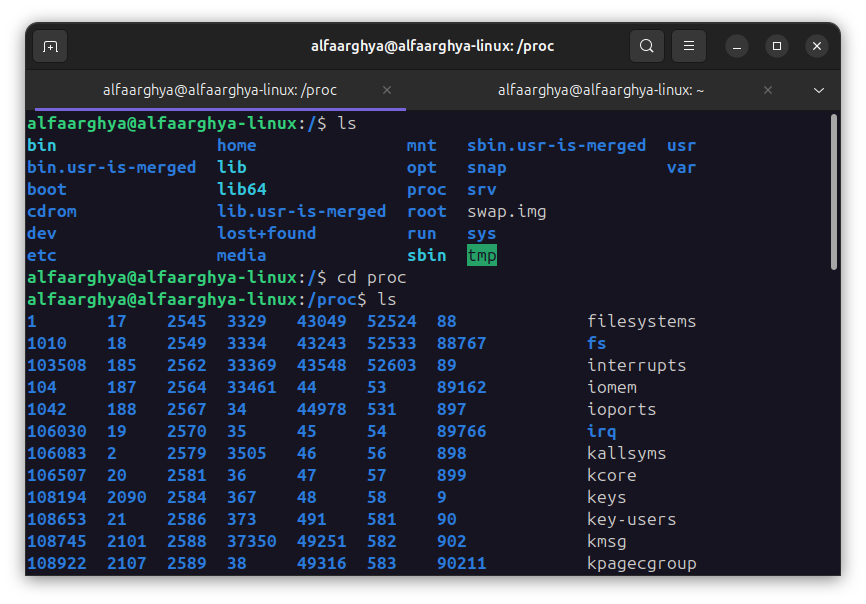 alfaarghya@alfaarghya-linux: /proc
alfaarghya@alfaarghya-linux: /proc alfaarghya@alfaarghya-linux: ~
alfaarghya@alfaarghya-linux:/$ ls
bin home mnt sbin.usr-is-merged usr
bin.usr-is-merged lib opt snap var
boot lib64 proc srv
cdrom lib.usr-is-merged root swap.img
dev lost+found run sys
etc media sbin tmp
alfaarghya@alfaarghya-linux:/$ cd proc
alfaarghya@alfaarghya-linux:/proc$ ls
1 17 2545 3329 43049 52524 88 filesystems
1010 18 2549 3334 43243 52533 88767 fs
103508 185 2562 33369 43548 52603 89 interrupts
104 187 2564 33461 44 53 89162 iomem
1042 188 2567 34 44978 531 897 ioports
106030 19 2570 35 45 54 89766 irq
106083 2 2579 3505 46 56 898 kallsyms
106507 20 2581 36 47 57 899 kcore
108194 2090 2584 367 48 58 9 keys
108653 21 2586 373 491 581 90 key-users
108745 2101 2588 37350 49251 582 902 kmsg
108922 2107 2589 38 49316 583 90211 kpagecgroup